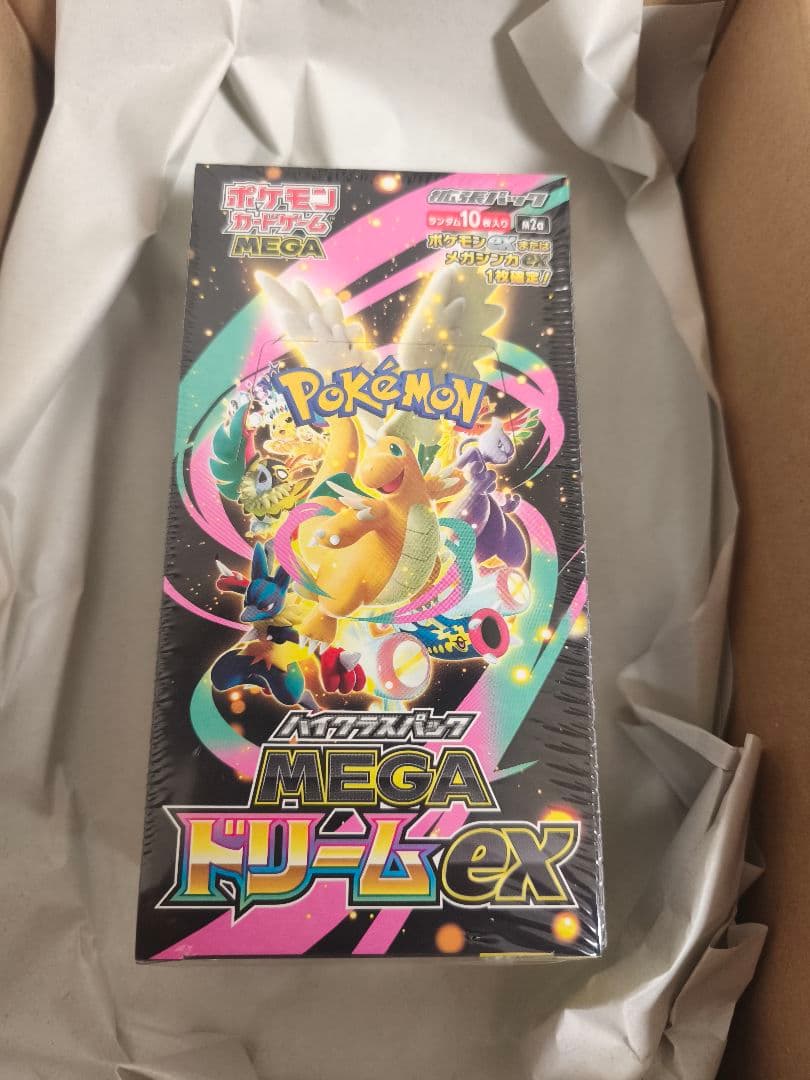 ポケモン
カードゲーム
MEGA
拡張パック
ランダム10枚入り
m2a
ポケモンexまたは
メガシンカex
1枚確定!!
POKéMON
ハイクラスパック
MEGA
ドリームex